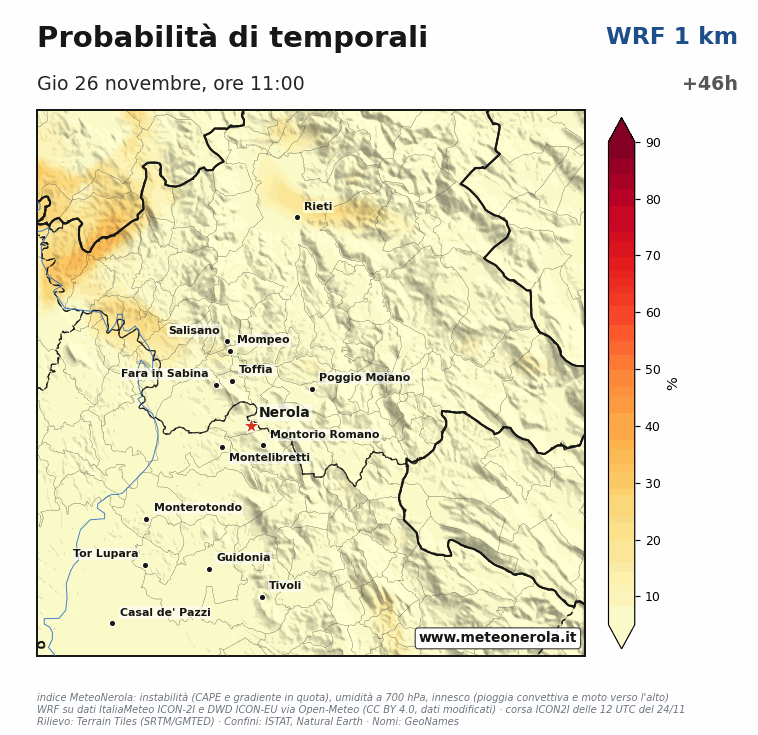 Probabilità di temporali
WRF 1 km
Gio 26 novembre, ore 11:00
+46h
90
80
70
60
50
40
30
20
10
%
Rieti
Salisano
Mompeo
Toffia
Fara in Sabina
Poggio Moiano
Nerola
Montorio Romano
Montelibretti
Monterotondo
Tor Lupara
Guidonia
Tivoli
Casal de' Pazzi
www.meteonerola.it
indice MeteoNerola: instabilità (CAPE e gradiente in quota), umidità a 700 hPa, innesco (pioggia convettiva e moto verso l'alto)
WRF su dati ItaliaMeteo ICON-2I e DWD ICON-EU via Open-Meteo (CC BY 4.0, dati modificati) · corsa ICON2I delle 12 UTC del 24/11
Rilievo: Terrain Tiles (SRTM/GMTED) · Confini: ISTAT, Natural Earth · Nomi: GeoNames